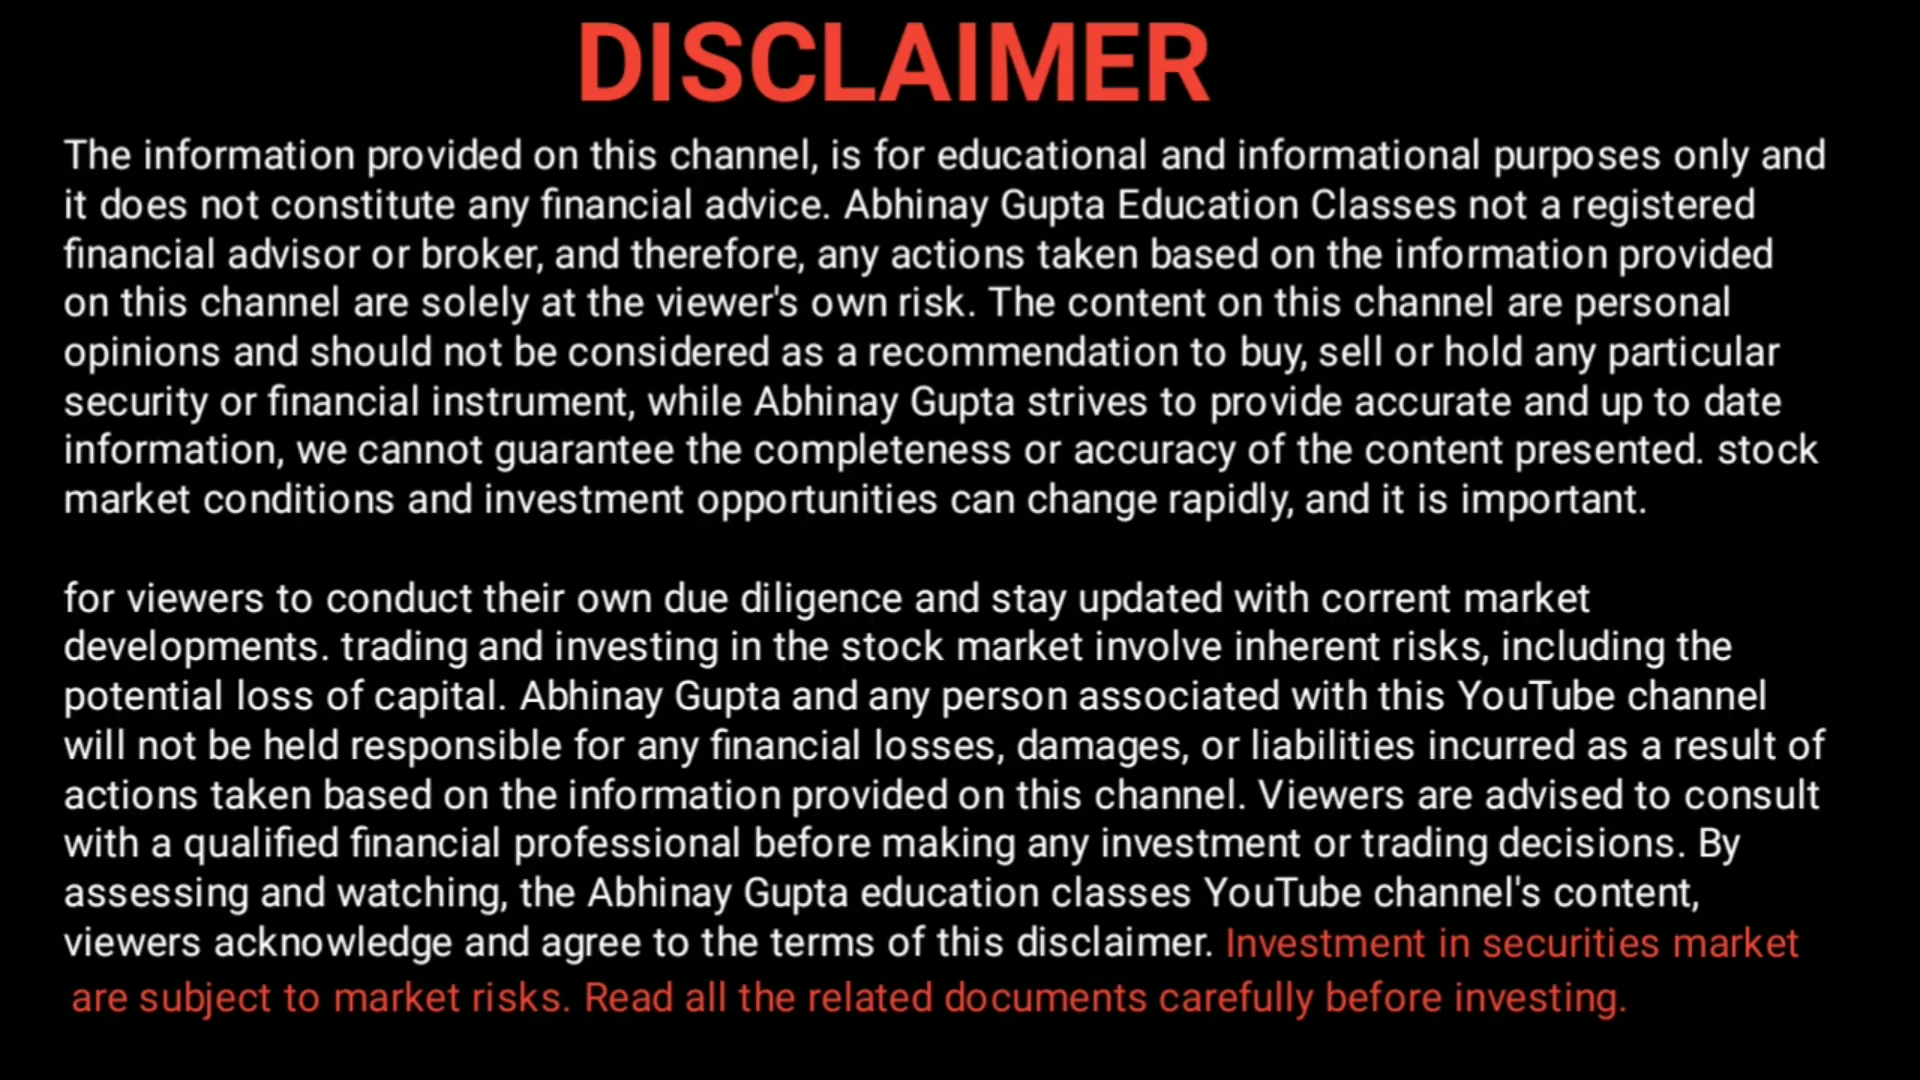 DISCLAIMER
The information provided on this channel, is for educational and informational purposes only and
it does not constitute any financial advice. Abhinay Gupta Education Classes not a registered
financial advisor or broker, and therefore, any actions taken based on the information provided
on this channel are solely at the viewer's own risk. The content on this channel are personal
opinions and should not be considered as a recommendation to buy, sell or hold any particular
security or financial instrument, while Abhinay Gupta strives to provide accurate and up to date
information, we cannot guarantee the completeness or accuracy of the content presented. stock
market conditions and investment opportunities can change rapidly, and it is important.
for viewers to conduct their own due diligence and stay updated with corrent market
developments. trading and investing in the stock market involve inherent risks, including the
potential loss of capital. Abhinay Gupta and any person associated with this YouTube channel
will not be held responsible for any financial losses, damages, or liabilities incurred as a result of
actions taken based on the information provided on this channel. Viewers are advised to consult
with a qualified financial professional before making any investment or trading decisions. By
assessing and watching, the Abhinay Gupta education classes YouTube channel's content,
viewers acknowledge and agree to the terms of this disclaimer. Investment in securities market
are subject to market risks. Read all the related documents carefully before investing.